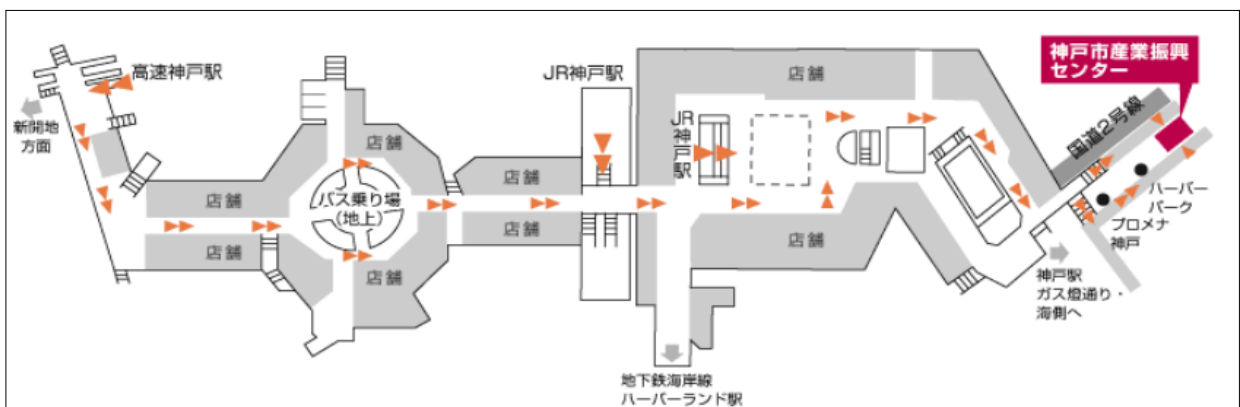 高速神戸駅
新開地
方面
店舗
店舗
店舗
バス乗り場
(地上)
店舗
店舗
店舗
JR神戸駅
店舗
JR神戸駅
店舗
地下鉄海岸線
ハーバーランド駅
神戸市産業振興
センター
国道2号線
ハーバー
パーク
プロメナ
神戸
神戸駅
ガス燈通り・
海側へ